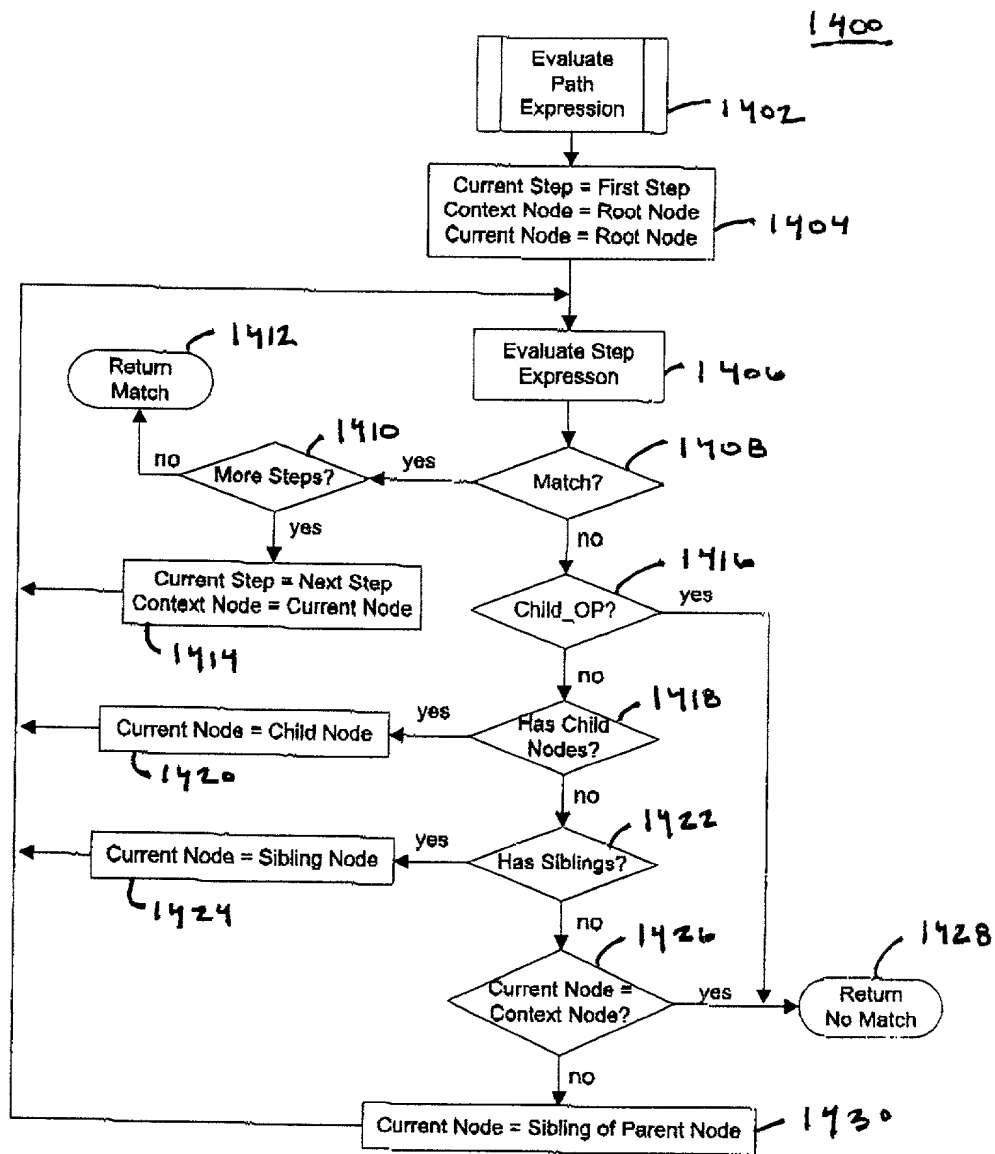 1400
Evaluate
Path
Expression
1402
Current Step = First Step
Context Node = Root Node
Current Node = Root Node
1404
1412
Return
Match
Evaluate Step
Expresson
1406
1410
no
More Steps?
yes
1408
Match?
yes
no
Current Step = Next Step
Context Node = Current Node
1414
1416
Child_OP?
yes
no
1418
Current Node = Child Node
yes
Has Child
Nodes?
1420
no
1422
Current Node = Sibling Node
yes
Has Siblings?
1424
no
1426
1428
Current Node =
Context Node?
yes
Return
No Match
no
Current Node = Sibling of Parent Node
1430